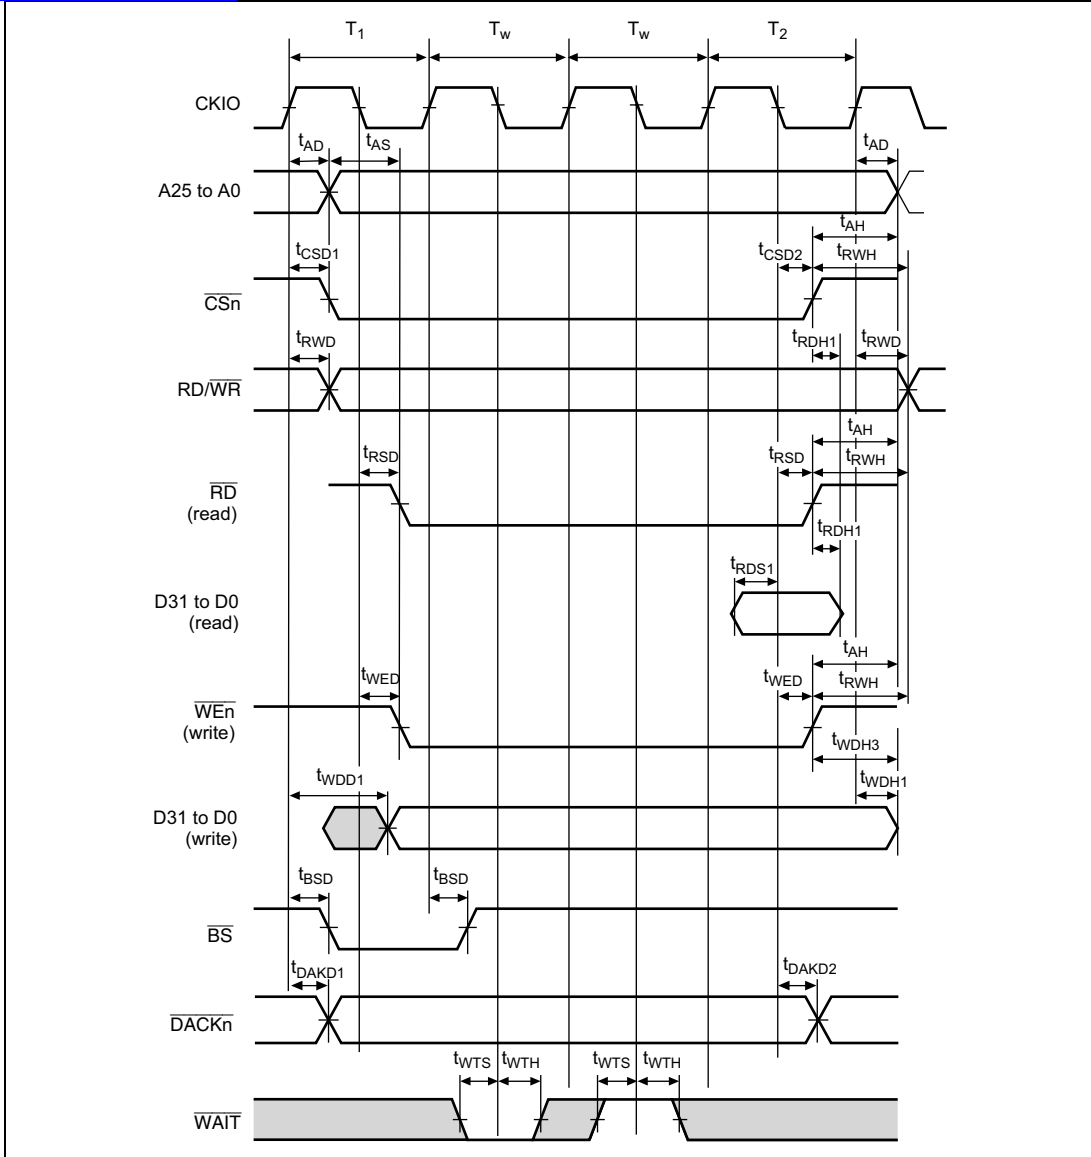 T1 Tw Tw T2
CKIO
tAD tAS tAD
A25 to A0
tAH
tCSD1 tCSD2 tRWH
CSn
tRWD tRDH1 tRWD
RD/WR
tAH
tRSD tRSD tRWH
RD
(read)
tRDH1
tRDS1
D31 to D0
(read)
tAH
tWED tWED tRWH
WEn
(write)
tWDH3
tWDD1 tWDH1
D31 to D0
(write)
tBSD tBSD
BS
tDAKD1 tDAKD2
DACKn
tWTS tWTH tWTS tWTH
WAIT